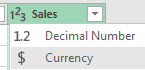 1²3 Sales
1.2 Decimal Number
$ Currency